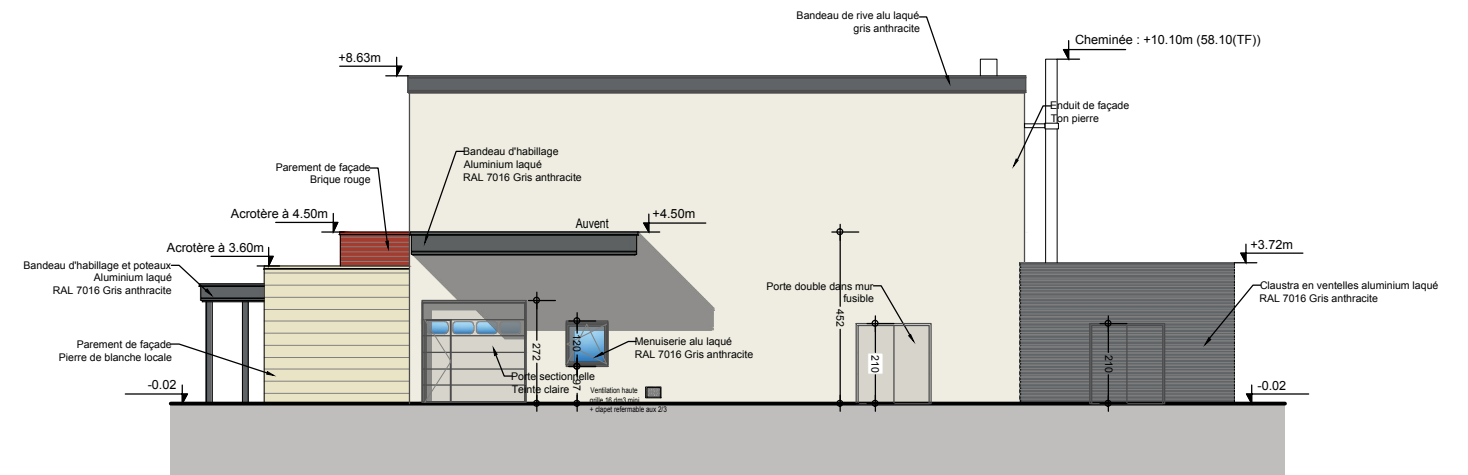 Bandeau de rive alu laqué
gris anthracite
Cheminée : +10.10m (58.10(TF))
+8.63m
Enduit de façade
Ton pierre
Bandeau d'habillage
Aluminium laqué
RAL 7016 Gris anthracite
Parement de façade
Brique rouge
Acrotère à 4.50m
Auvent
+4.50m
Acrotère à 3.60m
+3.72m
Bandeau d'habillage et poteaux
Aluminium laqué
RAL 7016 Gris anthracite
Porte double dans mur
fusible
Claustra en ventelles aluminium laqué
RAL 7016 Gris anthracite
452
Menuiserie alu laqué
RAL 7016 Gris anthracite
Parement de façade
Pierre de blanche locale
272
120
97
210
210
Porte sectionnelle
Teinte claire
-0.02
-0.02
Ventilation haute
grille 16 dm3 mini
+ clapet refermable aux 2/3